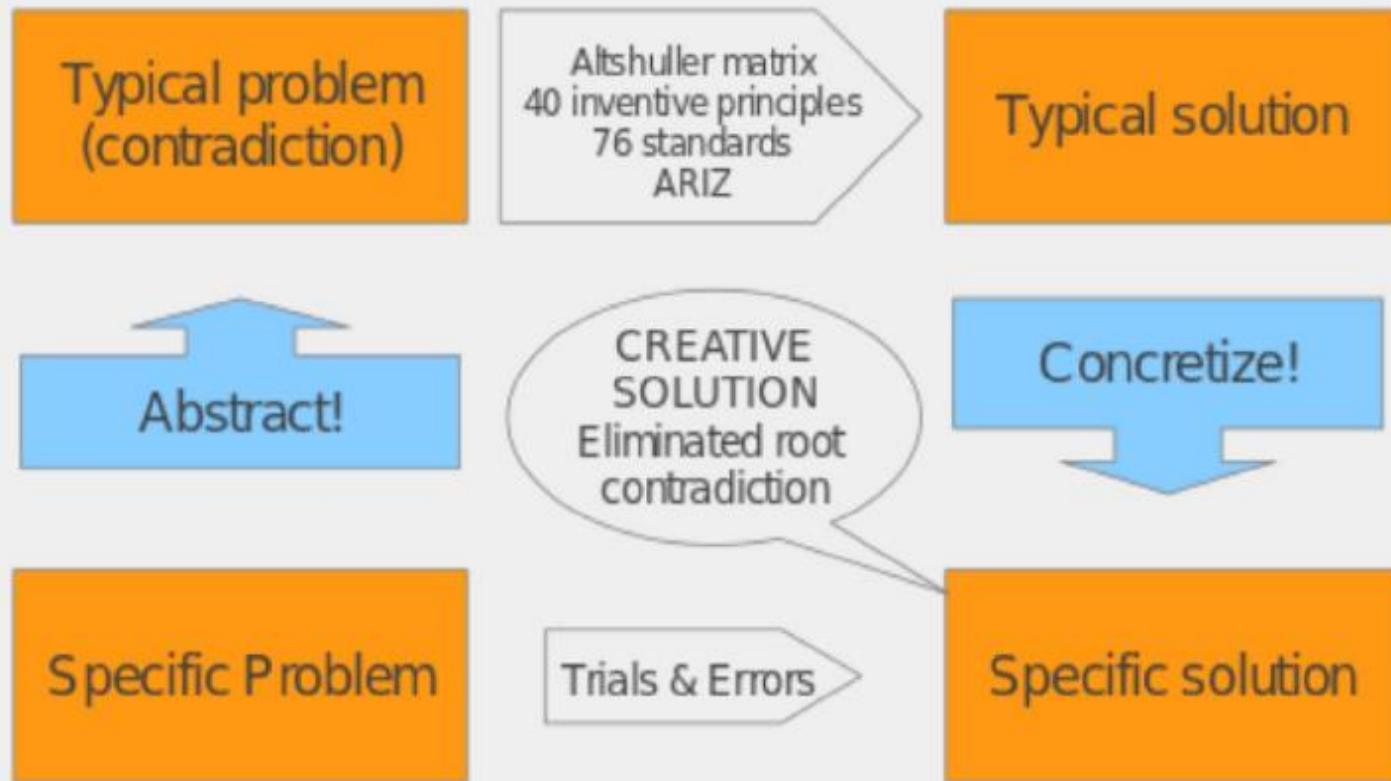 Typical problem
(contradiction)
Altshuller matrix
40 inventive principles
76 standards
ARIZ
Typical solution
Abstract!
CREATIVE
SOLUTION
Eliminated root
contradiction
Concretize!
Specific Problem
Trials & Errors
Specific solution